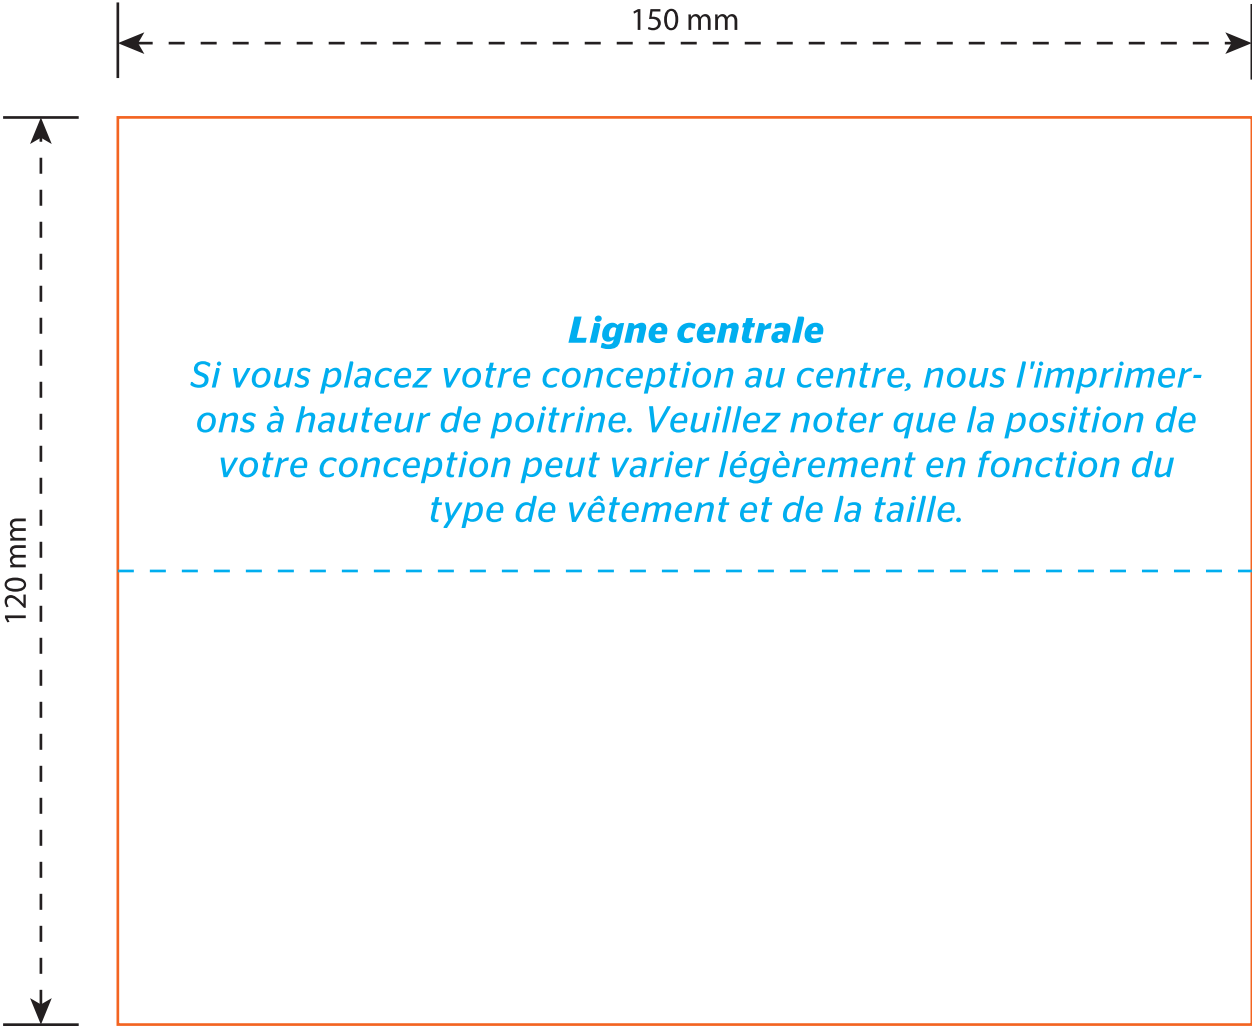 150 mm
Ligne centrale
Si vous placez votre conception au centre, nous l'imprimer-
ons à hauteur de poitrine. Veuillez noter que la position de
votre conception peut varier légèrement en fonction du
type de vêtement et de la taille.
120 mm